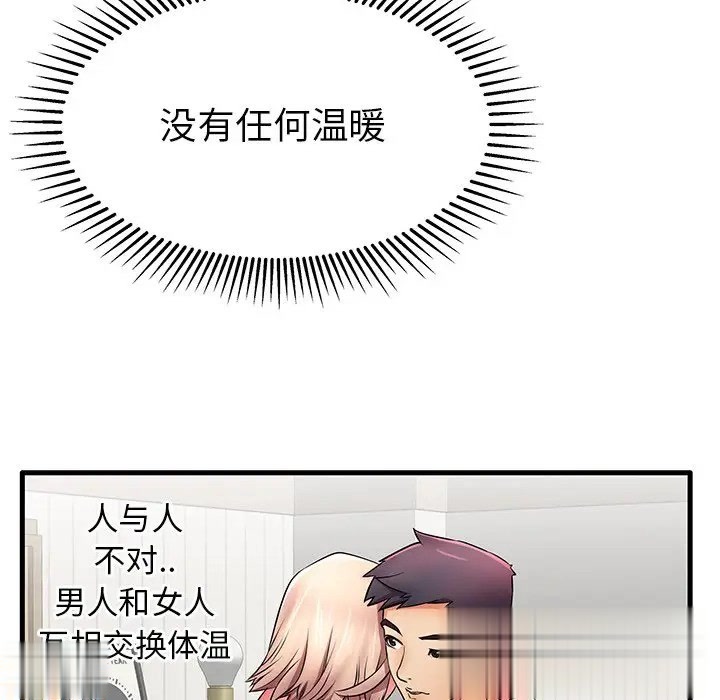 没有任何温暖
人与人
不对..
男人和女人
互相交换体温